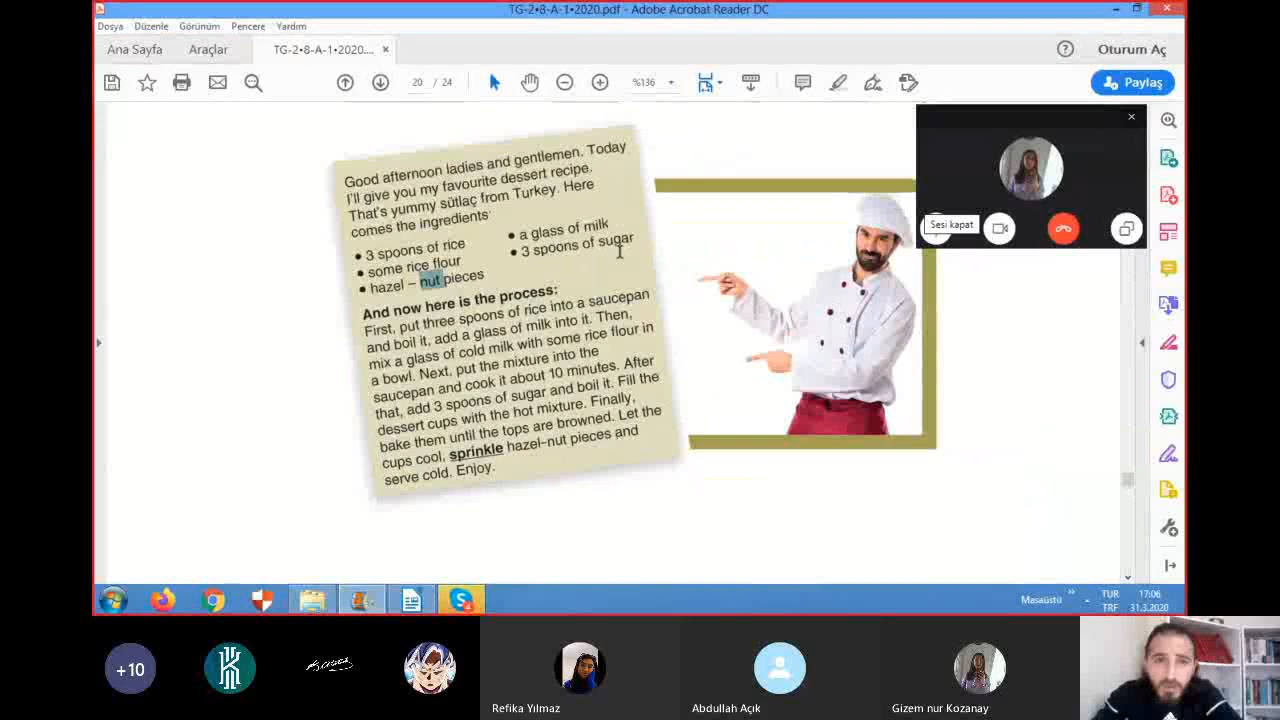 TG-2•8-A-1•2020.pdf - Adobe Acrobat Reader DC
Dosya Düzenle Görünüm Pencere Yardım
Ana Sayfa Araçlar TG-2•8-A-1•2020.... × Oturum Aç
20 / 24 %136 Paylaş
Good afternoon ladies and gentlemen. Today
I'll give you my favourite dessert recipe.
That's yummy sütlaç from Turkey. Here
comes the ingredients:
• 3 spoons of rice
• some rice flour
• hazel – nut pieces
• a glass of milk
• 3 spoons of sugar
And now here is the process:
First, put three spoons of rice into a saucepan
and boil it, add a glass of milk into it. Then,
mix a glass of cold milk with some rice flour in
a bowl. Next, put the mixture into the
saucepan and cook it about 10 minutes. After
that, add 3 spoons of sugar and boil it. Fill the
dessert cups with the hot mixture. Finally,
bake them until the tops are browned. Let the
cups cool, sprinkle hazel-nut pieces and
serve cold. Enjoy.
Sesi kapat
Masaüstü » TUR 17:06
TRF 31.3.2020
+10
Refika Yılmaz
Abdullah Açık
Gizem nur Kozanay